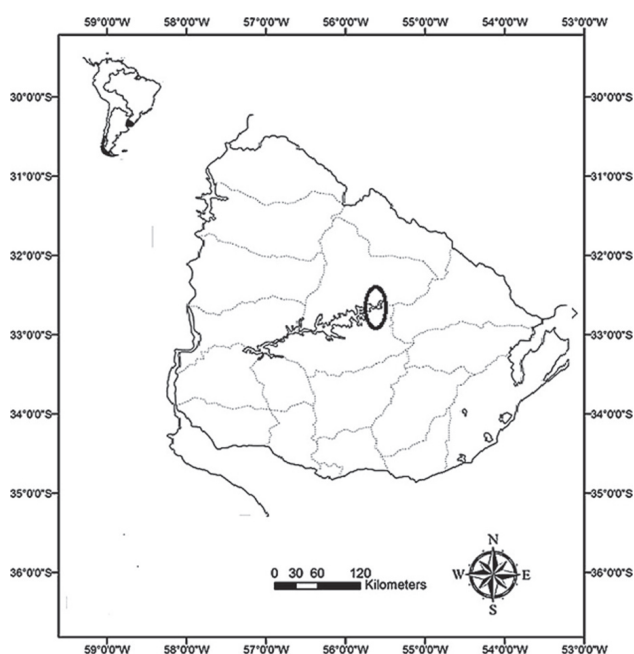 59°0'0"W 58°0'0"W 57°0'0"W 56°0'0"W 55°0'0"W 54°0'0"W 53°0'0"W
30°0'0"S 30°0'0"S
31°0'0"S 31°0'0"S
32°0'0"S 32°0'0"S
33°0'0"S 33°0'0"S
34°0'0"S 34°0'0"S
35°0'0"S 35°0'0"S
36°0'0"S 36°0'0"S
N
W E
S
0 30 60 120
Kilometers
59°0'0"W 58°0'0"W 57°0'0"W 56°0'0"W 55°0'0"W 54°0'0"W 53°0'0"W